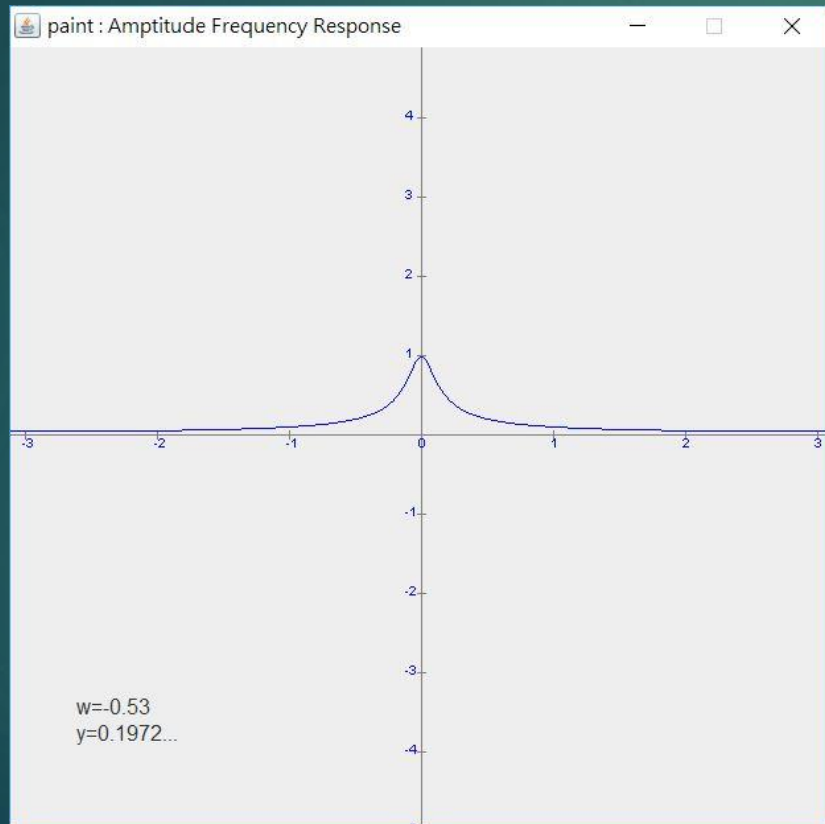 paint : Amptitude Frequency Response
4
3
2
1
-3 -2 -1 0 1 2 3
-1
-2
-3
-4
w=-0.53
y=0.1972...